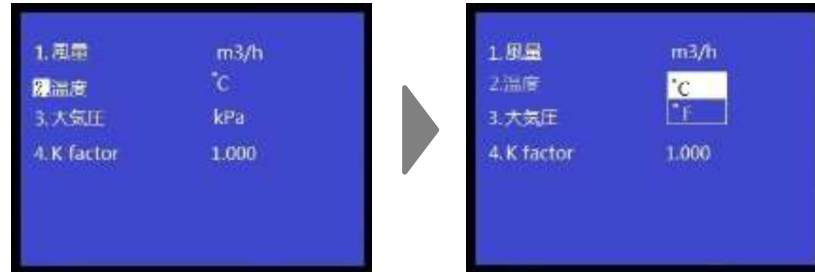 1.風量 m3/h
2.温度 ℃
3.大気圧 kPa
4.K factor 1.000
1.風量 m3/h
2.温度 ℃
℉
3.大気圧
4.K factor 1.000